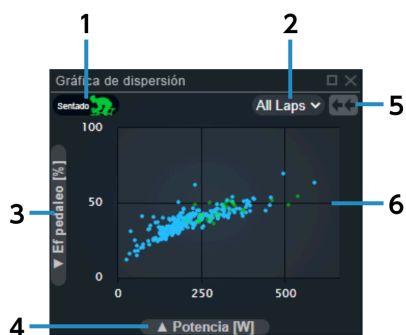 1
2
Gráfica de dispersión
Sentado
All Laps
5
100
50
0
3
▼ Ef pedaleo [%]
6
0 250 500
4
▲ Potencia [W]